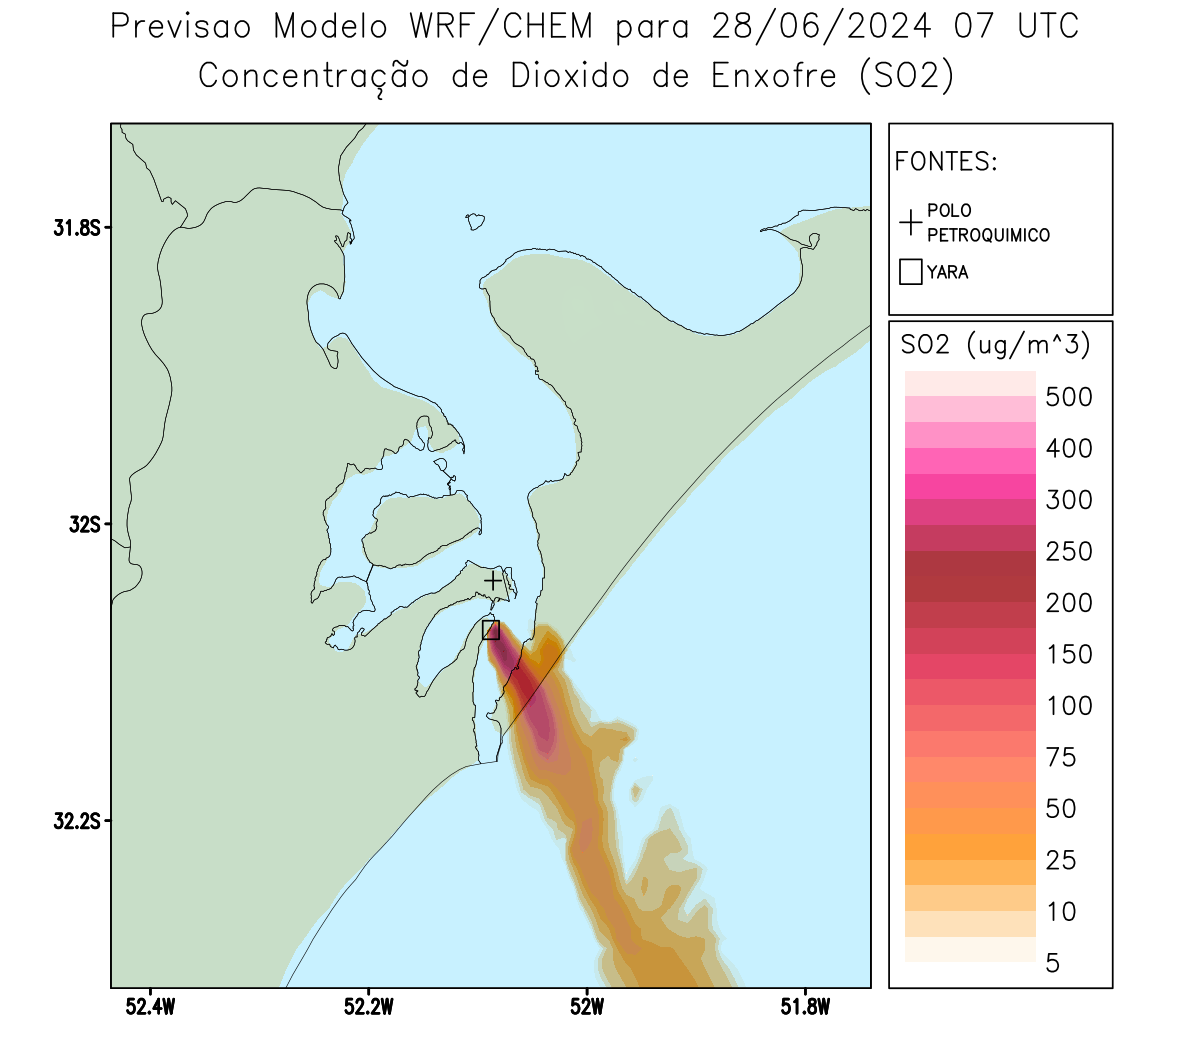 Previsao Modelo WRF/CHEM para 28/06/2024 07 UTC
Concentração de Dioxido de Enxofre (SO2)
FONTES:
POLO
PETROQUIMICO
YARA
SO2 (ug/m^3)
500
400
300
250
200
150
100
75
50
25
10
5
31.8S
32S
32.2S
52.4W
52.2W
52W
51.8W